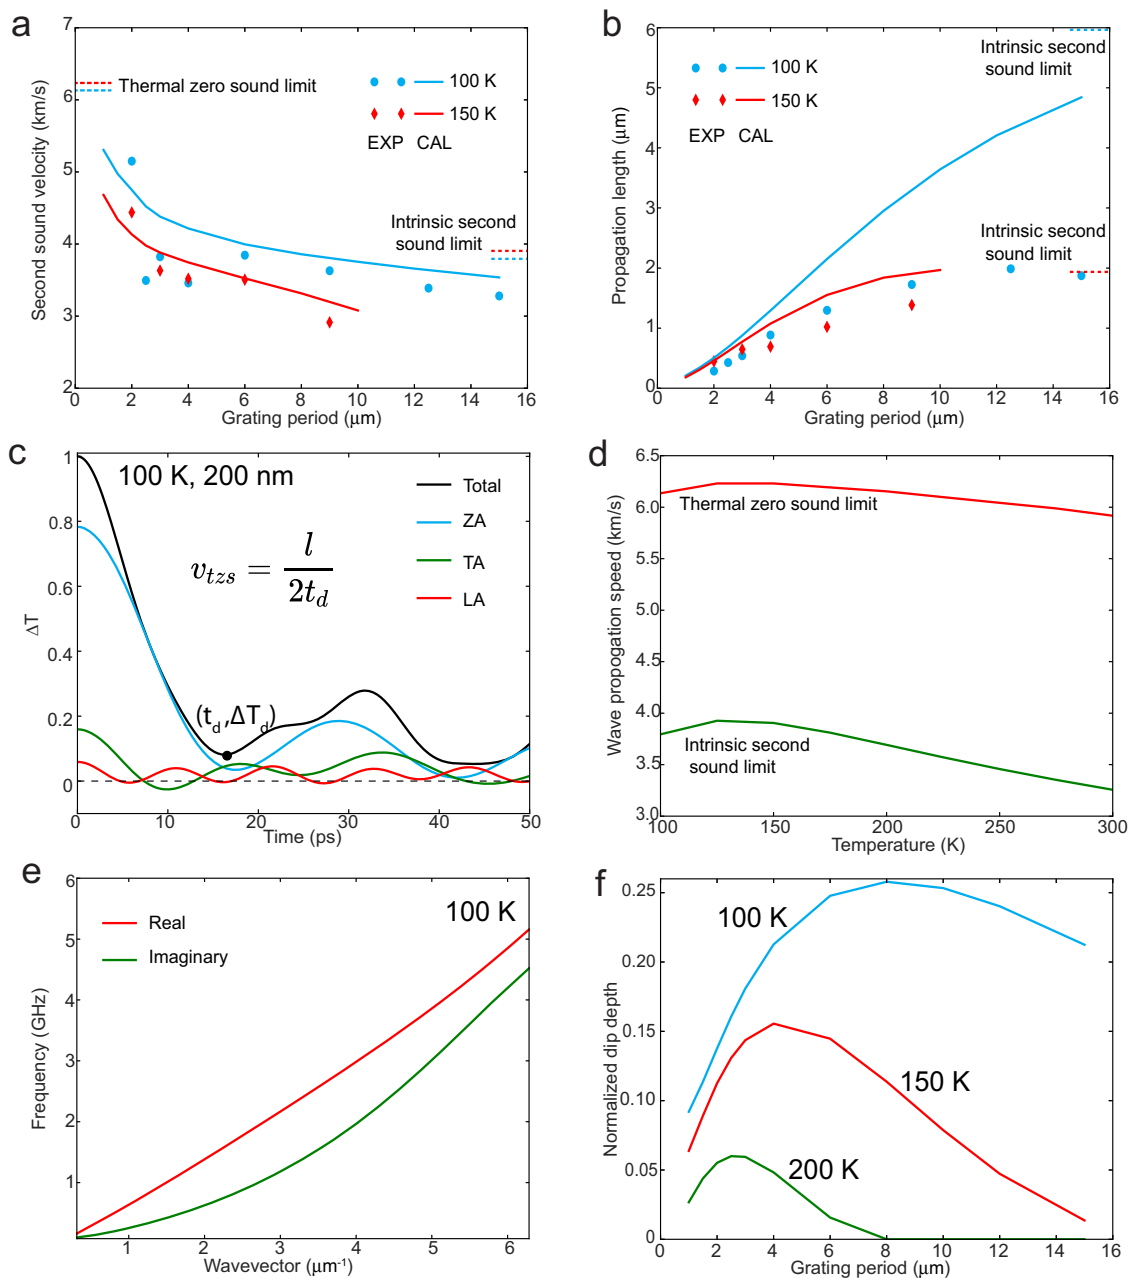 a
7
6
5
4
3
2
Second sound velocity (km/s)
Thermal zero sound limit
100 K
150 K
EXP CAL
Intrinsic second
sound limit
0 2 4 6 8 10 12 14 16
Grating period (μm)
b
6
5
4
3
2
1
0
Propagation length (μm)
100 K
150 K
EXP CAL
Intrinsic second
sound limit
Intrinsic second
sound limit
2 4 6 8 10 12 14 16
Grating period (μm)
c
1
0.8
0.6
0.4
0.2
0
ΔT
100 K, 200 nm
v_tzs = l / 2t_d
Total
ZA
TA
LA
(t_d,ΔT_d)
0 10 20 30 40 50
Time (ps)
d
6.5
6.0
5.5
5.0
4.5
4.0
3.5
3.0
Wave propogation speed (km/s)
Thermal zero sound limit
Intrinsic second
sound limit
100 150 200 250 300
Temperature (K)
e
6
5
4
3
2
1
Frequency (GHz)
Real
Imaginary
100 K
1 2 3 4 5 6
Wavevector (μm⁻¹)
f
0.25
0.20
0.15
0.10
0.05
0
Normalized dip depth
100 K
150 K
200 K
0 2 4 6 8 10 12 14 16
Grating period (μm)